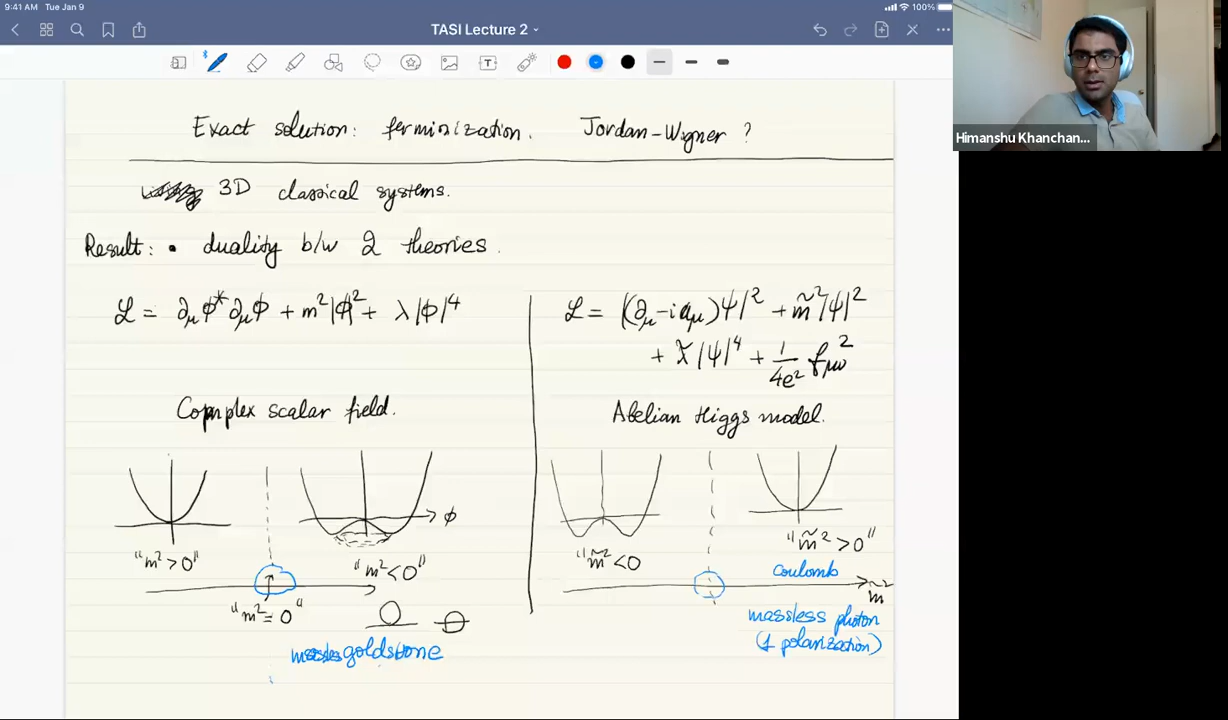 9:41 AM Tue Jan 9
100%
TASI Lecture 2
Himanshu Khanchan...
Exact solution: fermiization. Jordan-Wigner ?
3D classical systems.
Result: • duality b/w 2 theories.
ℒ = ∂μϕ* ∂μϕ + m²|ϕ|² + λ|ϕ|⁴
ℒ = |(∂μ - iaμ)ψ|² + m̃²|ψ|²
+ λ̃|ψ|⁴ + 1/4e² fμν²
Complex scalar field.
Abelian Higgs model.
ϕ
"m²>0"
"m²<0"
"m²=0"
massless goldstone
"m̃²<0
"m̃²>0"
Coulomb
m̃²
massless photon
(1 polarization)